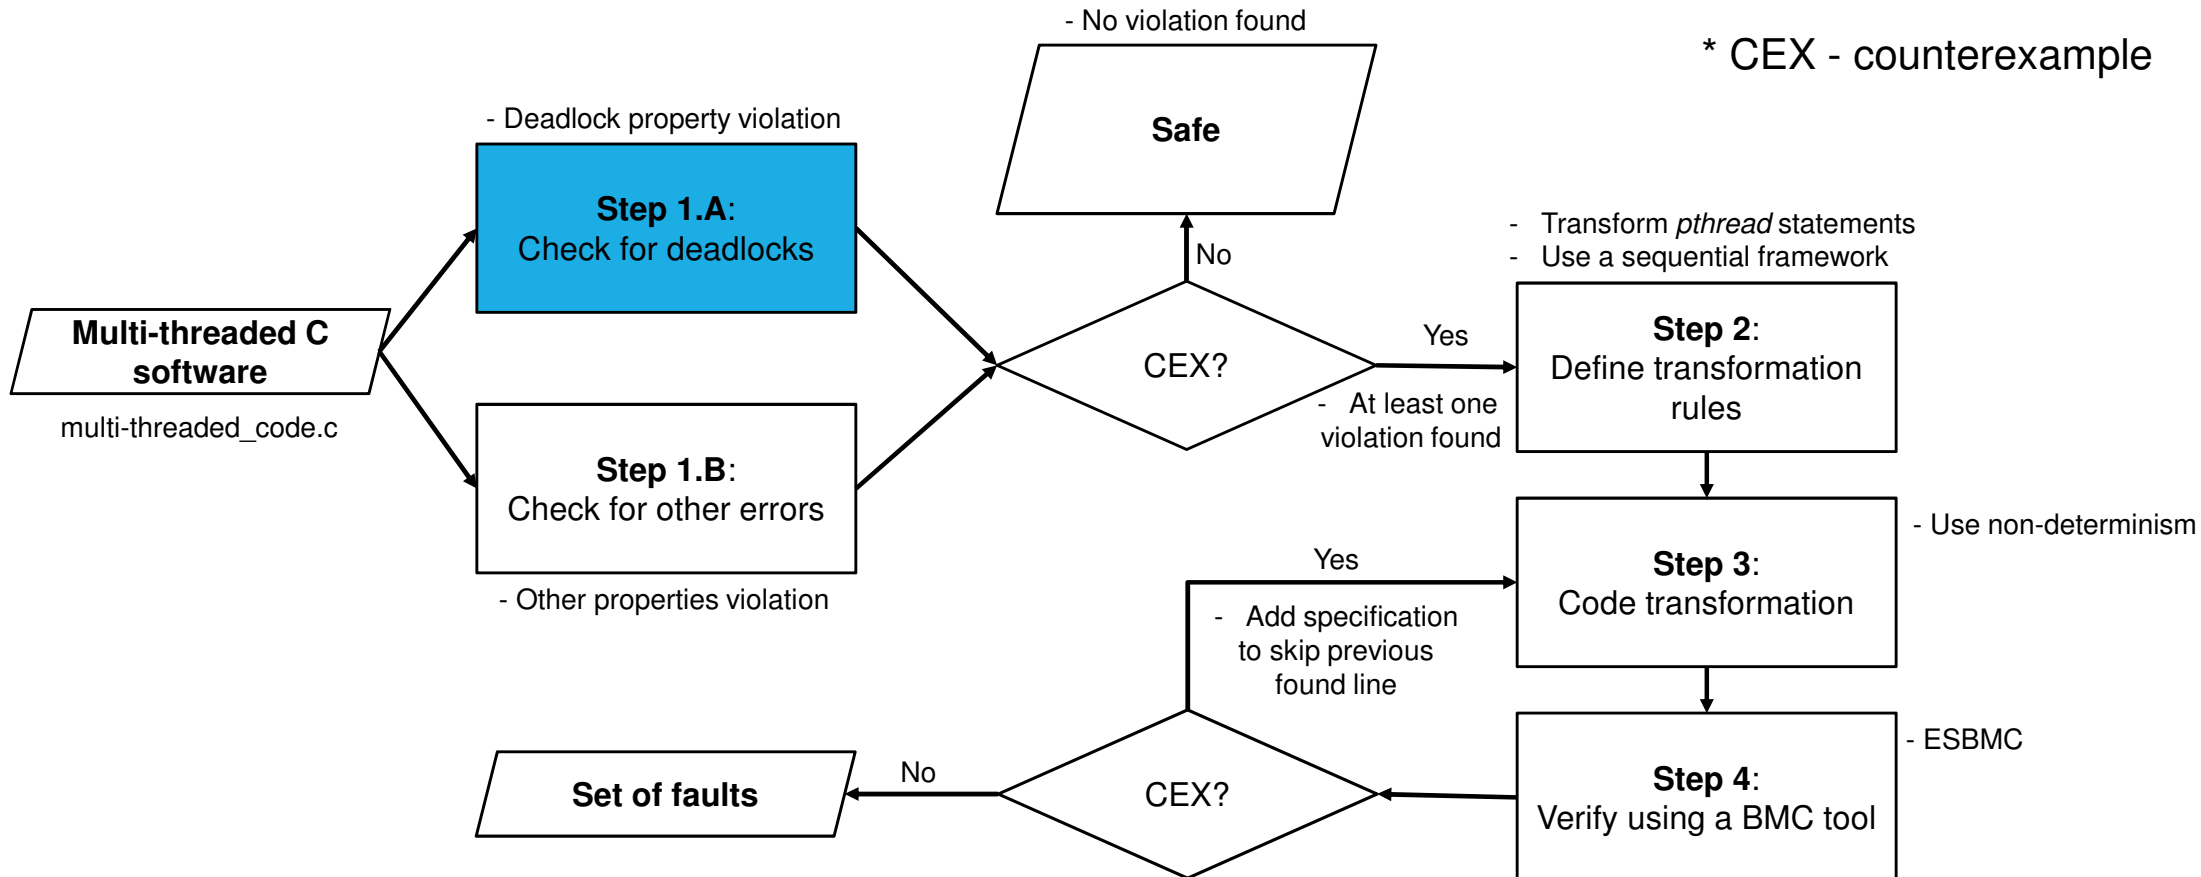 - No violation found
* CEX - counterexample
Safe
- Deadlock property violation
Step 1.A:
Check for deadlocks
No
- Transform pthread statements
- Use a sequential framework
Multi-threaded C
software
multi-threaded_code.c
CEX?
Yes
- At least one
violation found
Step 2:
Define transformation
rules
Step 1.B:
Check for other errors
- Other properties violation
Yes
- Add specification
to skip previous
found line
Step 3:
Code transformation
- Use non-determinism
Set of faults
No
CEX?
Step 4:
Verify using a BMC tool
- ESBMC